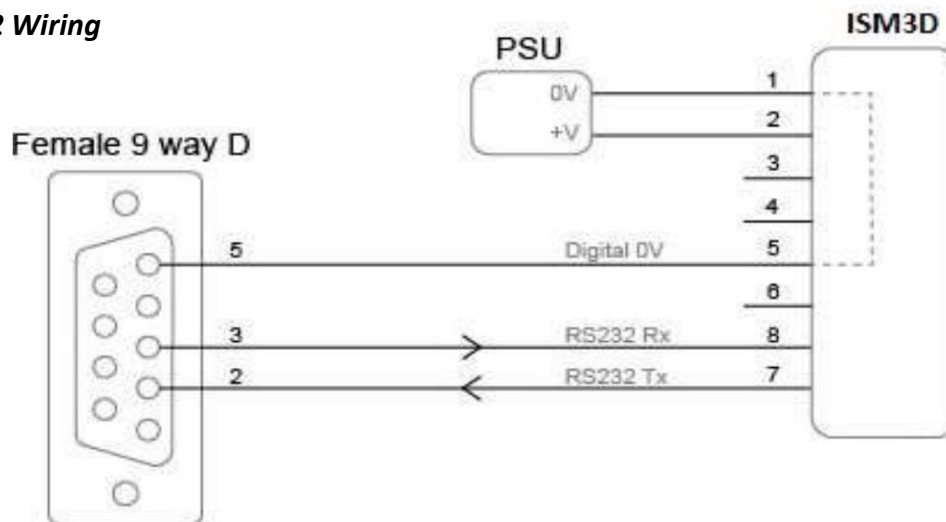 2 Wiring
ISM3D
PSU
0V
+V
1
2
3
4
Female 9 way D
5
Digital 0V
5
6
3
RS232 Rx
8
2
RS232 Tx
7